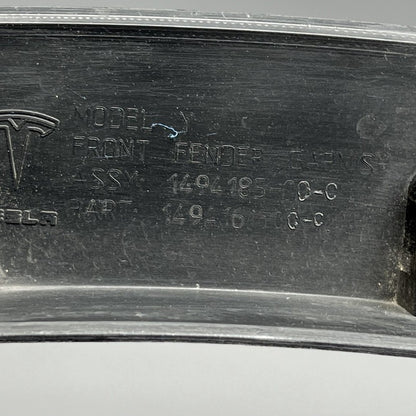 MODEL Y
FRONT FENDER
ASSY: 1494185-00-C
PART:
TESLA